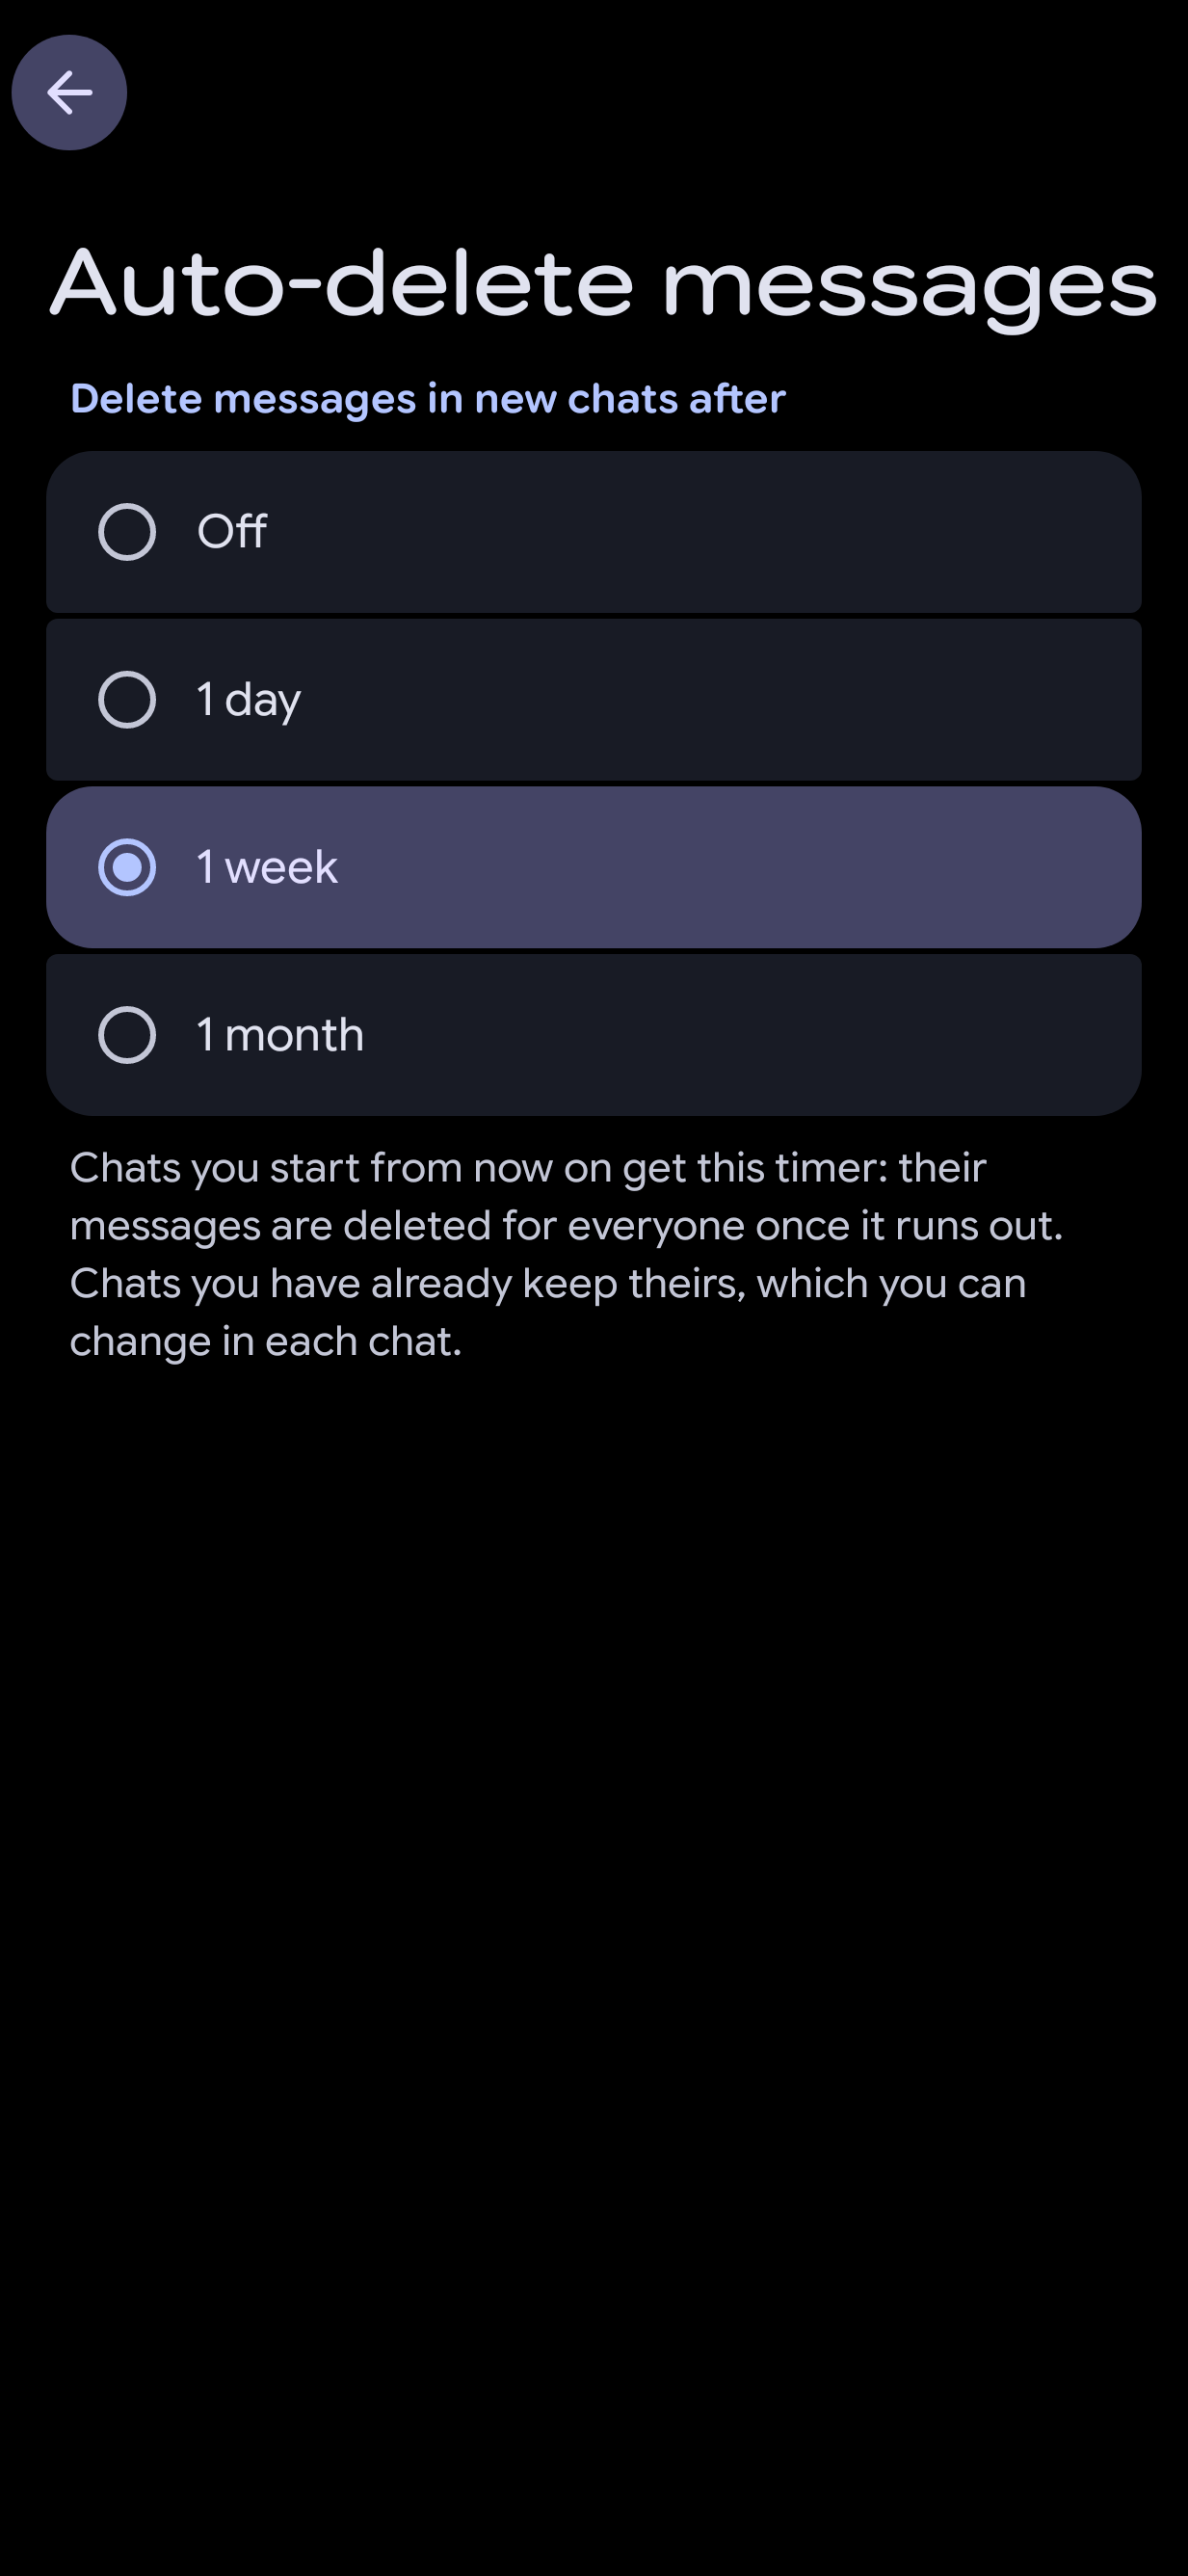 Auto-delete messages
Delete messages in new chats after
Off
1 day
1 week
1 month
Chats you start from now on get this timer: their
messages are deleted for everyone once it runs out.
Chats you have already keep theirs, which you can
change in each chat.